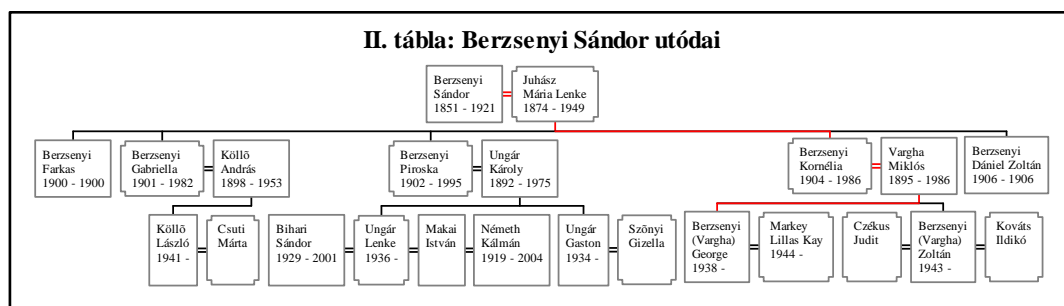 II. tábla: Berzsenyi Sándor utódai
Berzsenyi
Sándor
1851 - 1921
Juhász
Mária Lenke
1874 - 1949
Berzsenyi
Farkas
1900 - 1900
Berzsenyi
Gabriella
1901 - 1982
Köllõ
András
1898 - 1953
Berzsenyi
Piroska
1902 - 1995
Ungár
Károly
1892 - 1975
Berzsenyi
Kornélia
1904 - 1986
Vargha
Miklós
1895 - 1986
Berzsenyi
Dániel Zoltán
1906 - 1906
Köllõ
László
1941 -
Csuti
Márta
Bihari
Sándor
1929 - 2001
Ungár
Lenke
1936 -
Makai
István
Németh
Kálmán
1919 - 2004
Ungár
Gaston
1934 -
Szõnyi
Gizella
Berzsenyi
(Vargha)
George
1938 -
Markey
Lillas Kay
1944 -
Czékus
Judit
Berzsenyi
(Vargha)
Zoltán
1943 -
Kováts
Ildikó